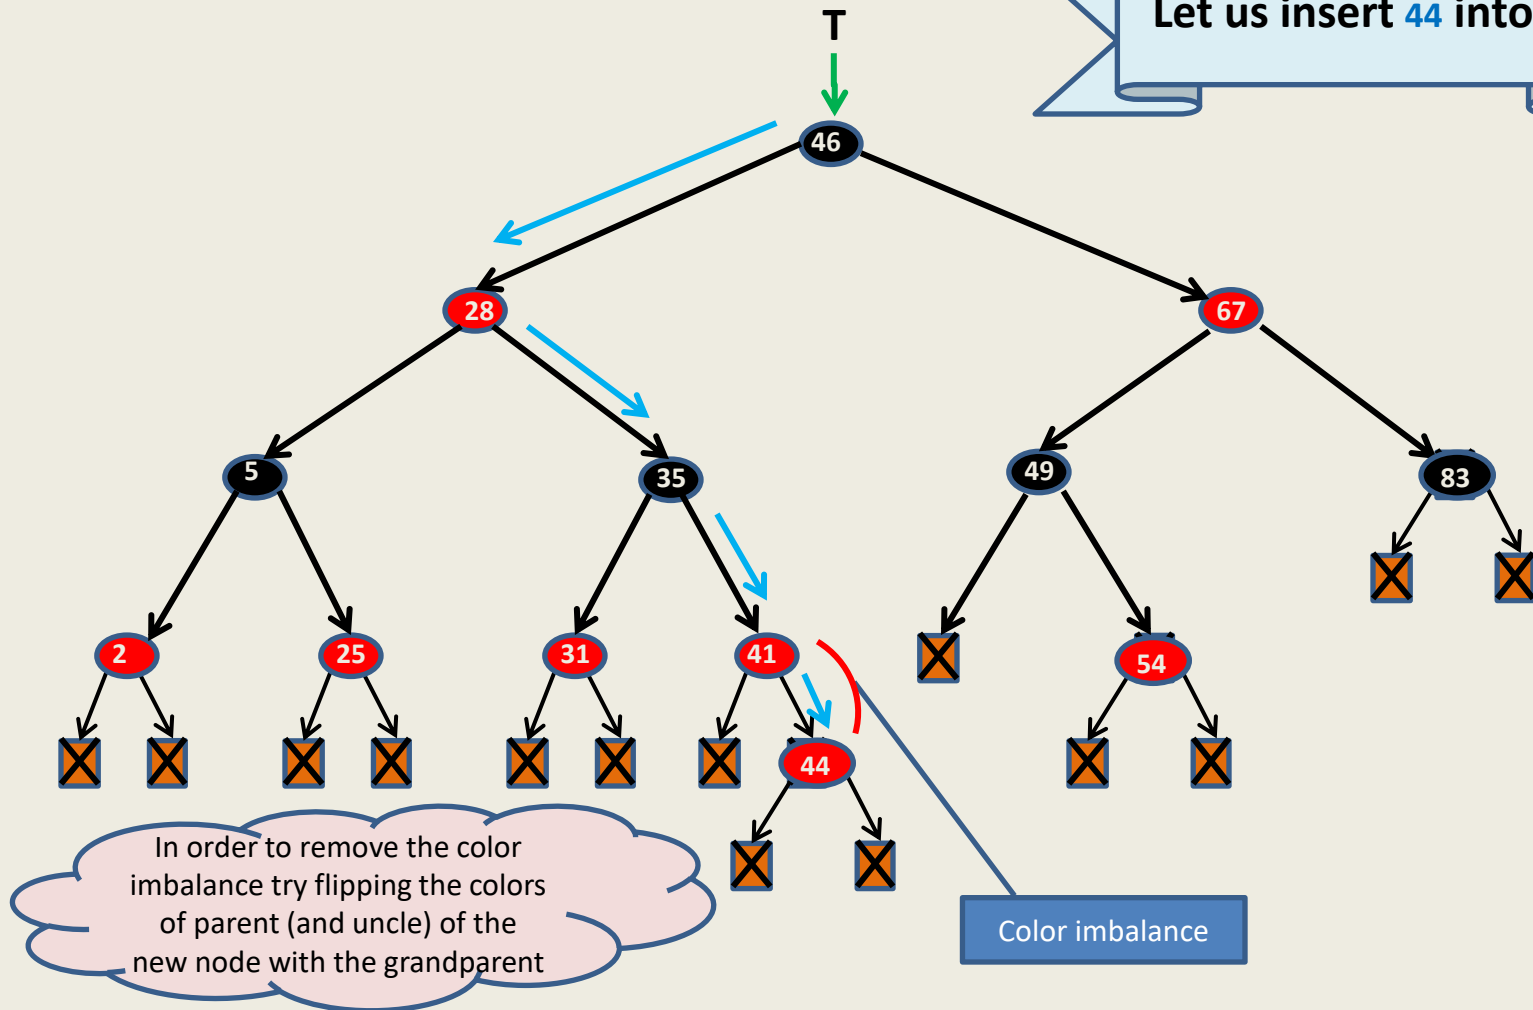 Let us insert 44 into
T
46
28
67
5
35
49
83
2
25
31
41
54
44
In order to remove the color
imbalance try flipping the colors
of parent (and uncle) of the
new node with the grandparent
Color imbalance